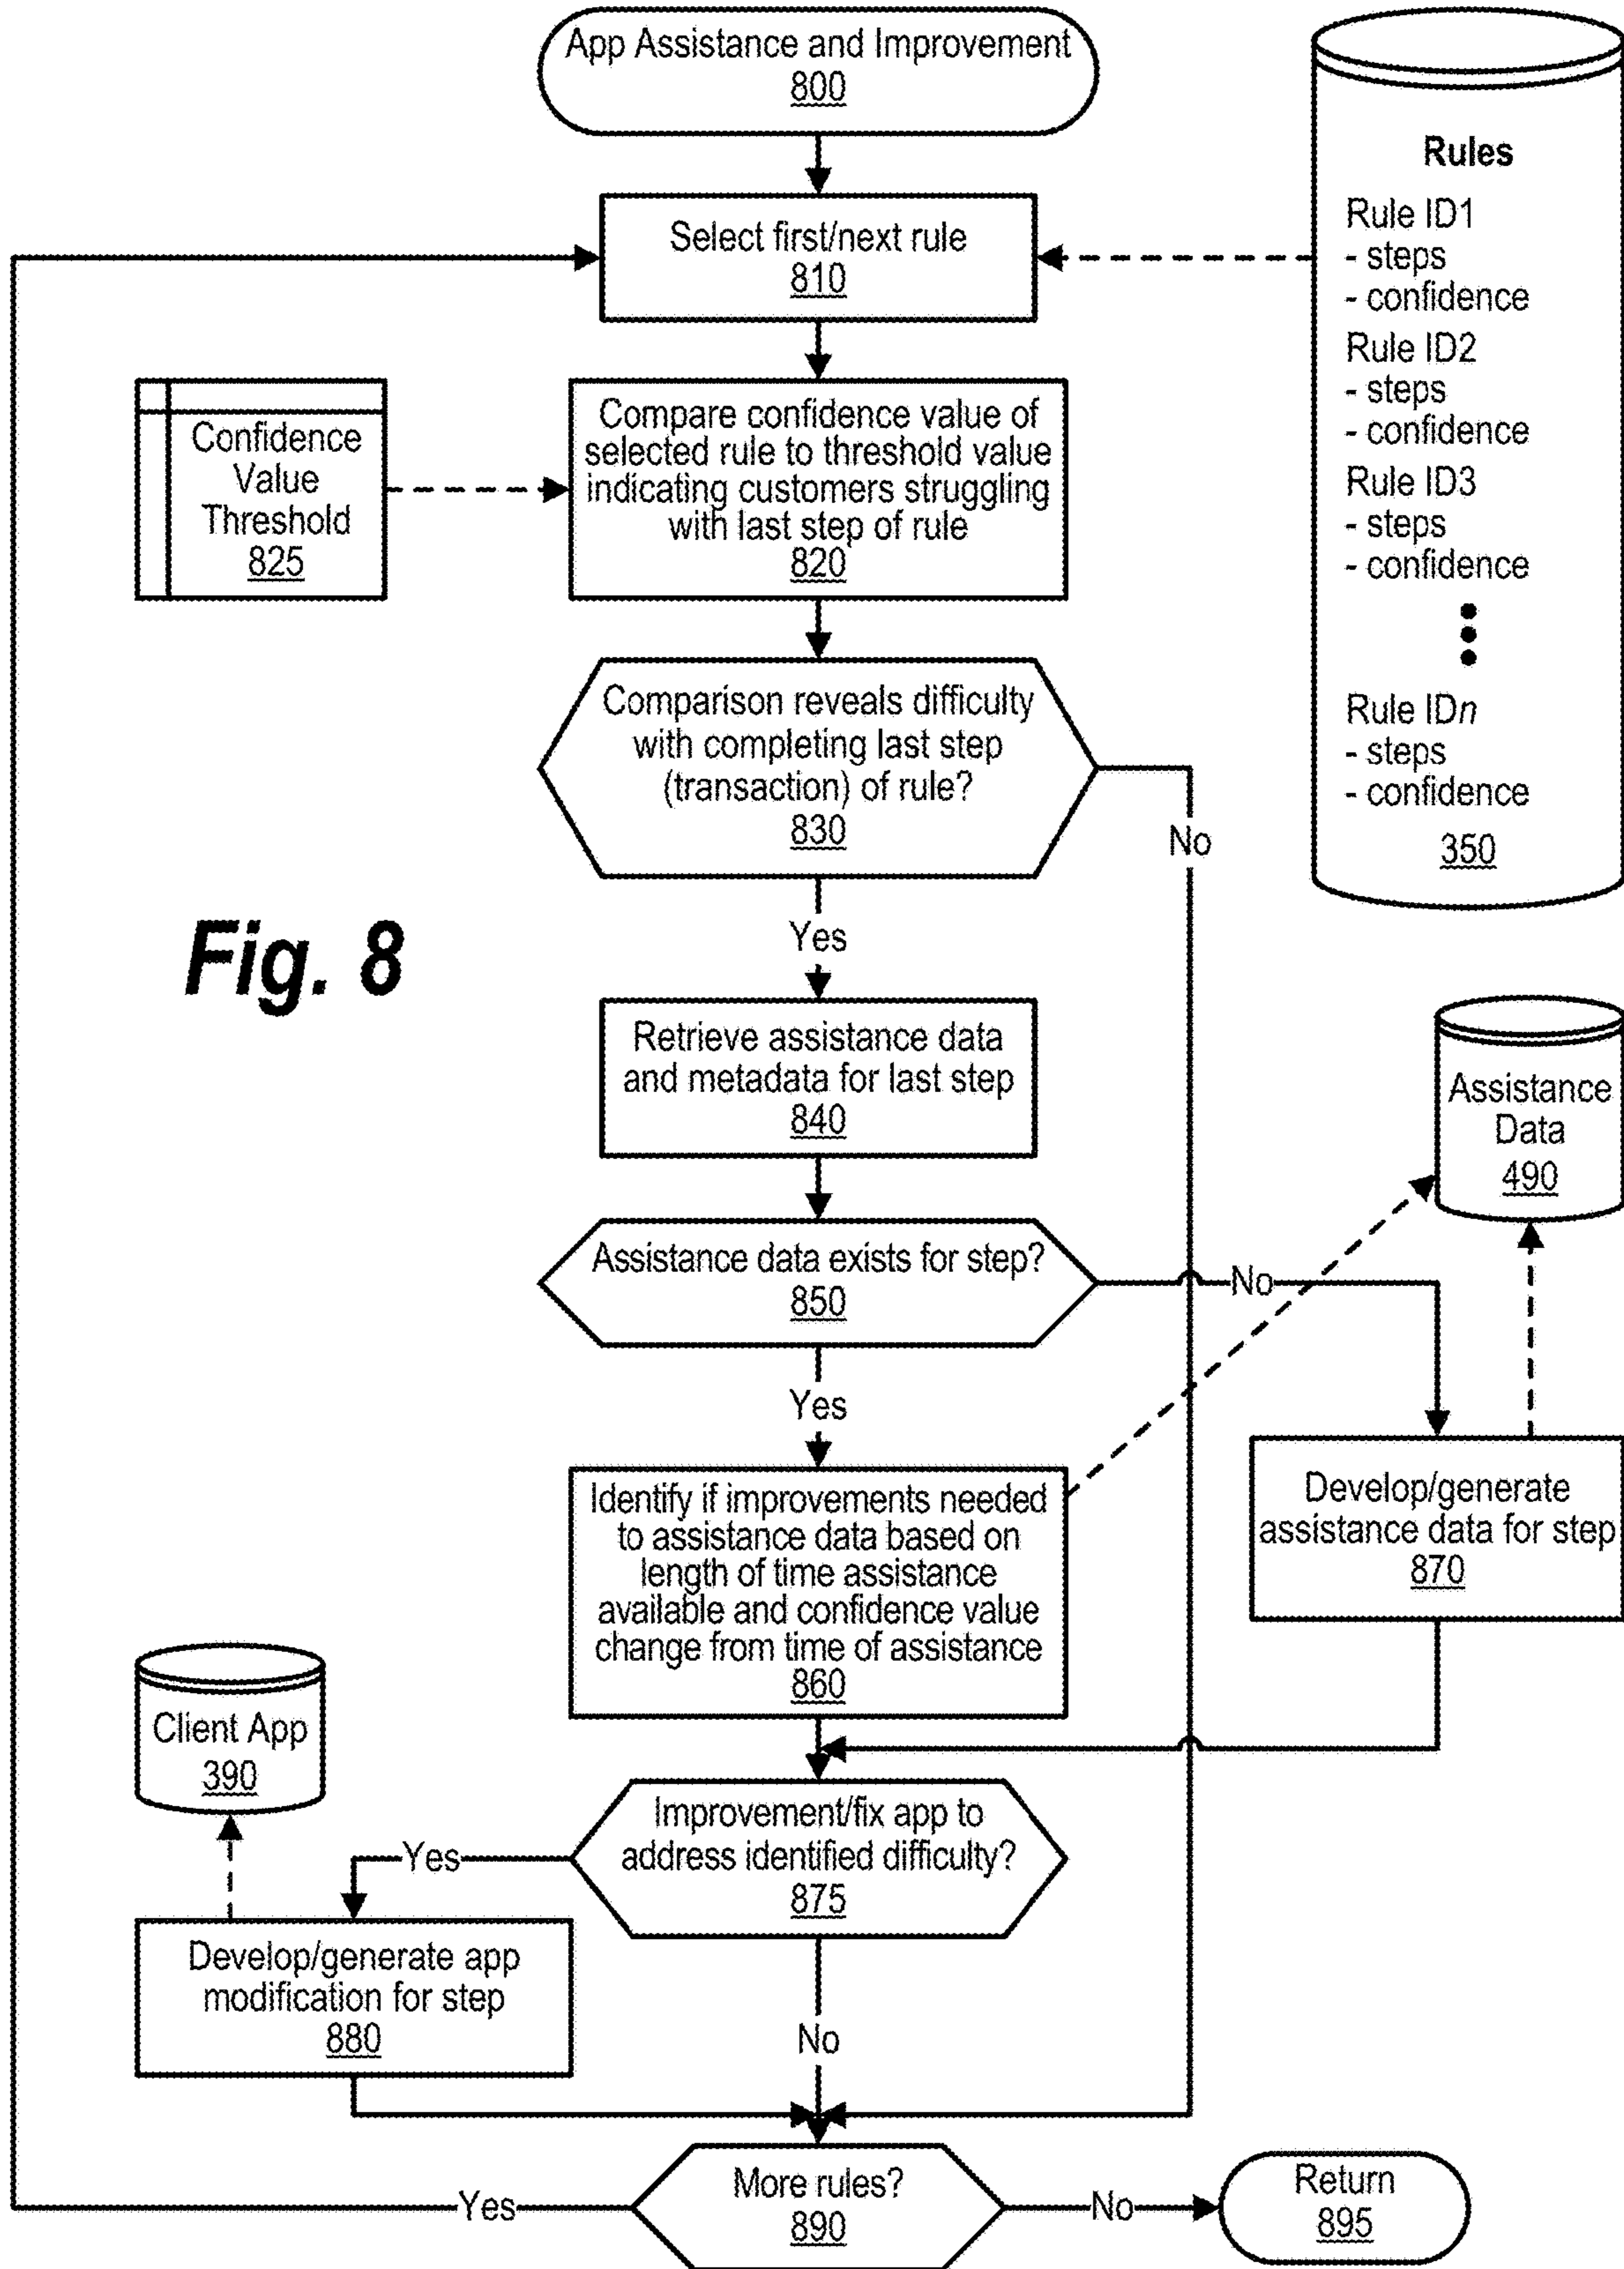 App Assistance and Improvement
800
Select first/next rule
810
Rules
Rule ID1
- steps
- confidence
Rule ID2
- steps
- confidence
Rule ID3
- steps
- confidence
Rule IDn
- steps
- confidence
350
Confidence
Value
Threshold
825
Compare confidence value of
selected rule to threshold value
indicating customers struggling
with last step of rule
820
Comparison reveals difficulty
with completing last step
(transaction) of rule?
830
No
Yes
Fig. 8
Retrieve assistance data
and metadata for last step
840
Assistance
Data
490
Assistance data exists for step?
850
No
Yes
Identify if improvements needed
to assistance data based on
length of time assistance
available and confidence value
change from time of assistance
860
Develop/generate
assistance data for step
870
Client App
390
Improvement/fix app to
address identified difficulty?
875
Yes
Develop/generate app
modification for step
880
No
More rules?
890
Yes
No
Return
895